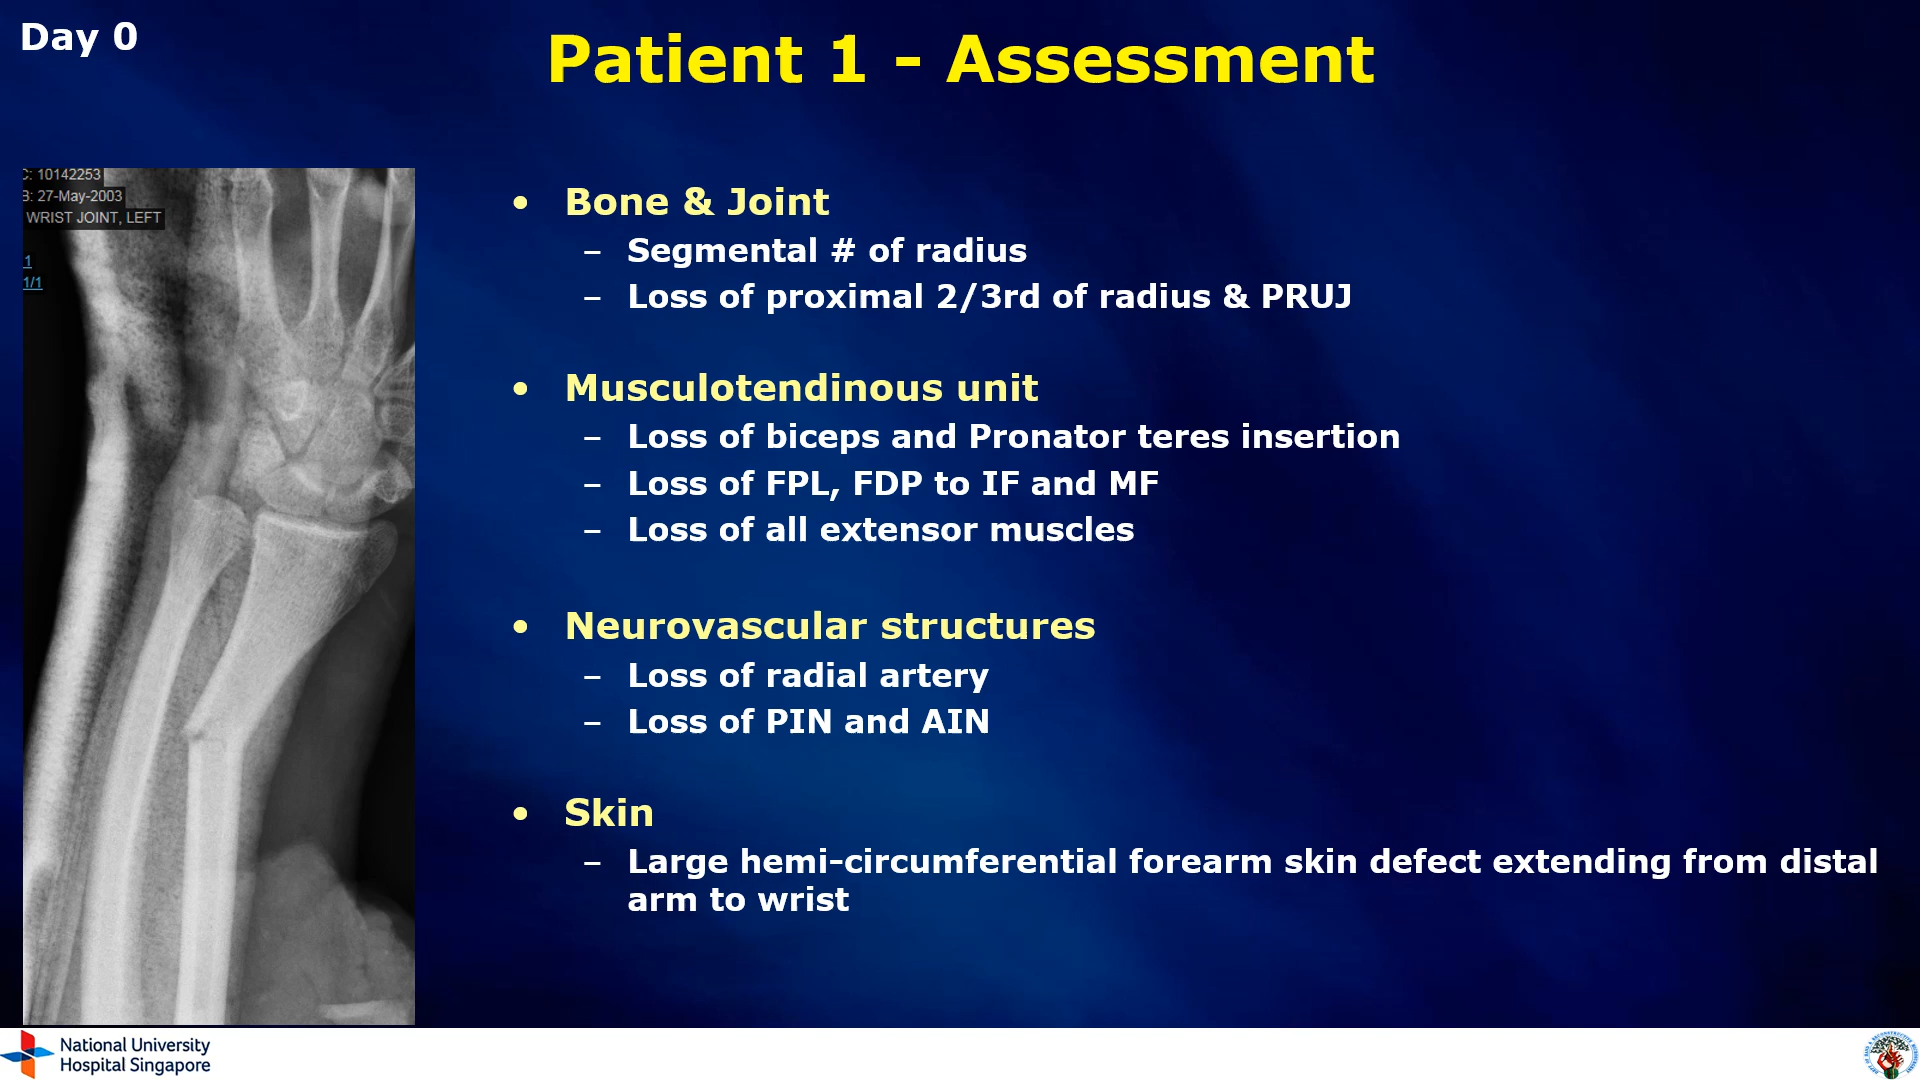 Day 0
Patient 1 - Assessment
C: 10142253
B: 27-May-2003
WRIST JOINT, LEFT
1
1/1
• Bone & Joint
– Segmental # of radius
– Loss of proximal 2/3rd of radius & PRUJ
• Musculotendinous unit
– Loss of biceps and Pronator teres insertion
– Loss of FPL, FDP to IF and MF
– Loss of all extensor muscles
• Neurovascular structures
– Loss of radial artery
– Loss of PIN and AIN
• Skin
– Large hemi-circumferential forearm skin defect extending from distal
arm to wrist
National University
Hospital Singapore